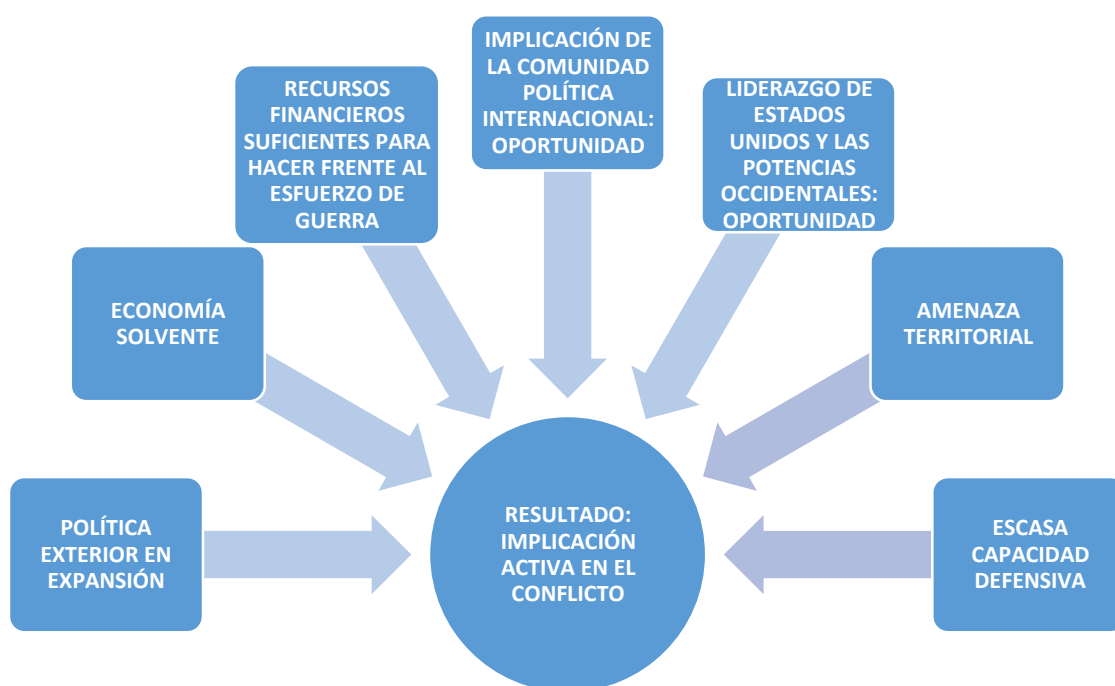 IMPLICACIÓN DE
LA COMUNIDAD
POLÍTICA
INTERNACIONAL:
OPORTUNIDAD
RECURSOS
FINANCIEROS
SUFICIENTES PARA
HACER FRENTE AL
ESFUERZO DE
GUERRA
LIDERAZGO DE
ESTADOS
UNIDOS Y LAS
POTENCIAS
OCCIDENTALES:
OPORTUNIDAD
ECONOMÍA
SOLVENTE
AMENAZA
TERRITORIAL
POLÍTICA
EXTERIOR EN
EXPANSIÓN
RESULTADO:
IMPLICACIÓN
ACTIVA EN EL
CONFLICTO
ESCASA
CAPACIDAD
DEFENSIVA